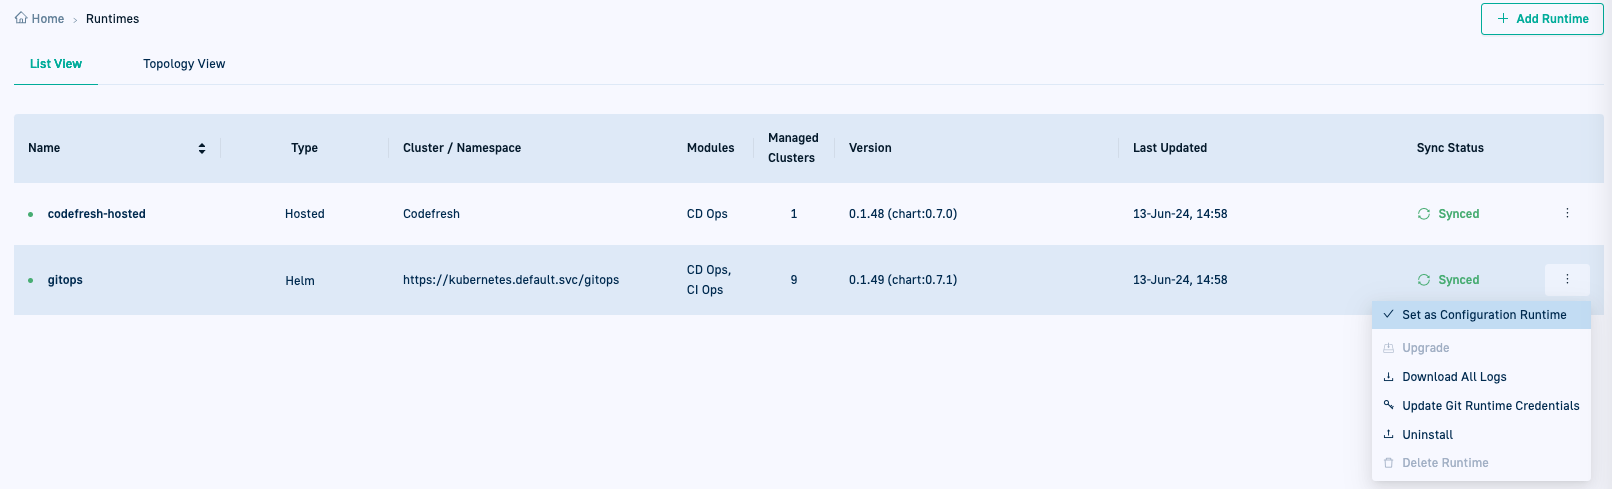 Home › Runtimes
+ Add Runtime
List View
Topology View
Name
Type
Cluster / Namespace
Modules
Managed
Clusters
Version
Last Updated
Sync Status
codefresh-hosted
Hosted
Codefresh
CD Ops
1
0.1.48 (chart:0.7.0)
13-Jun-24, 14:58
Synced
gitops
Helm
https://kubernetes.default.svc/gitops
CD Ops,
CI Ops
9
0.1.49 (chart:0.7.1)
13-Jun-24, 14:58
Synced
Set as Configuration Runtime
Upgrade
Download All Logs
Update Git Runtime Credentials
Uninstall
Delete Runtime